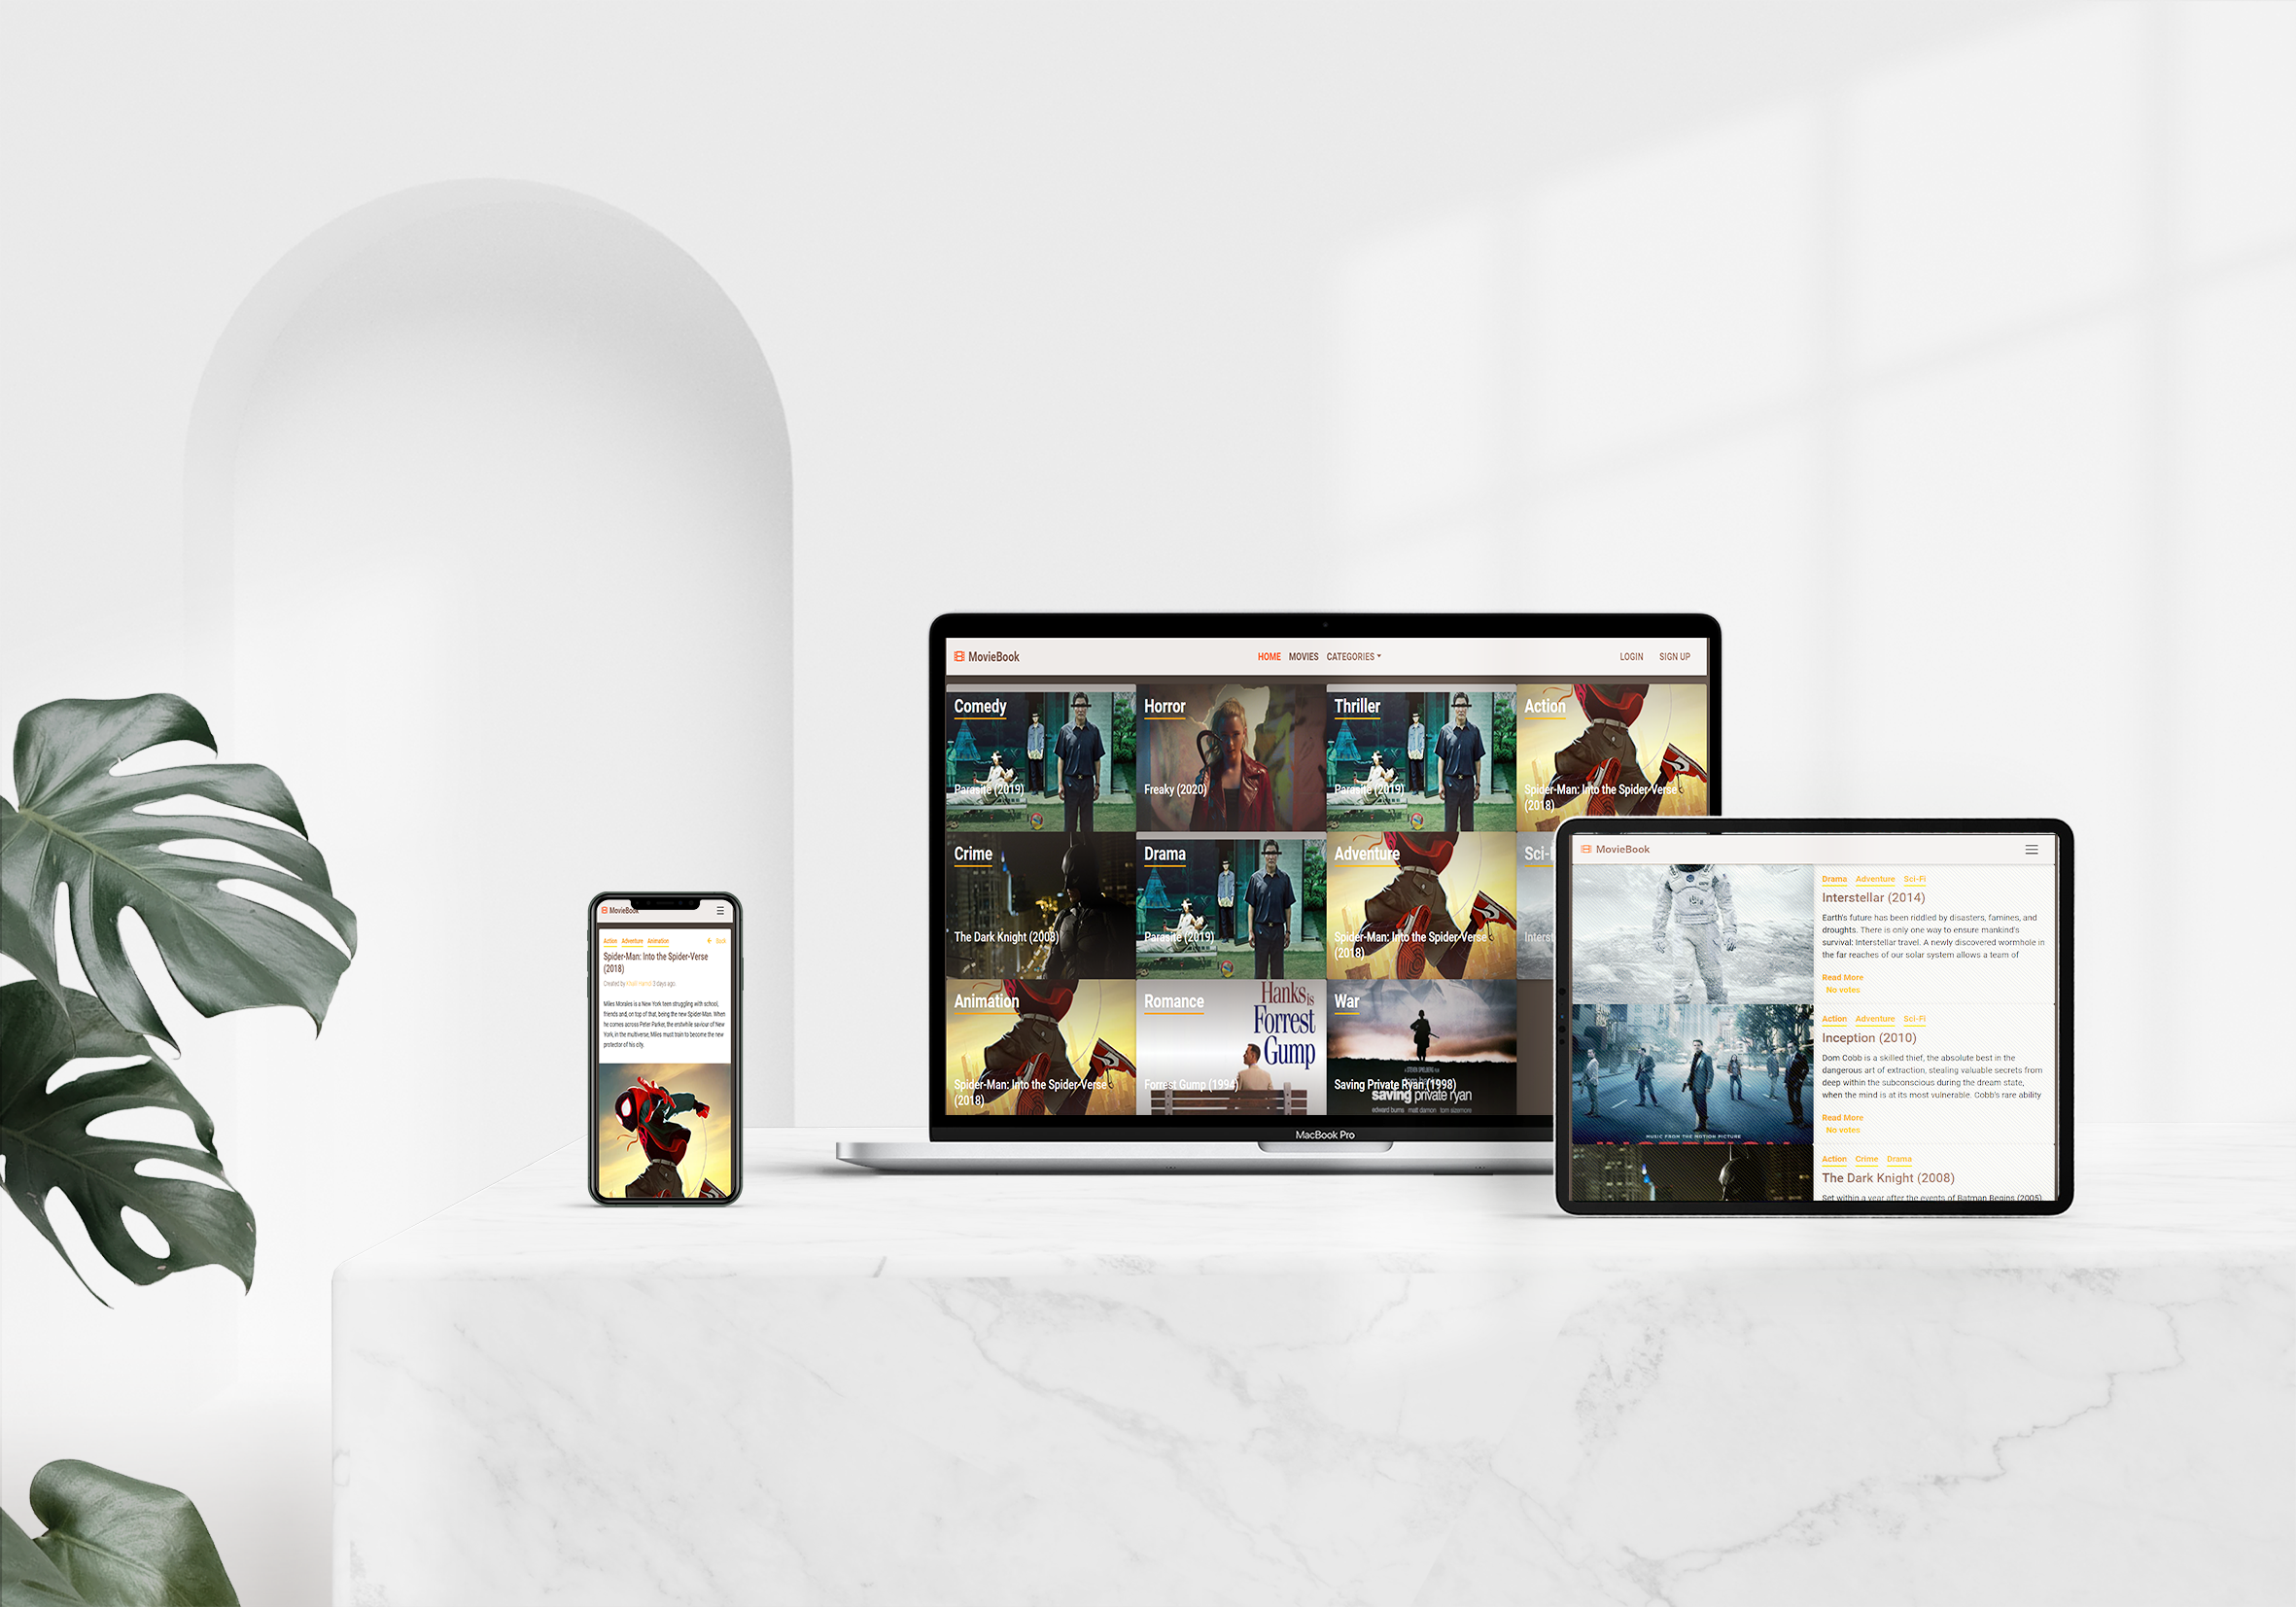 MovieBook
Action Adventure Animation
Back
Spider-Man: Into the Spider-Verse
(2018)
Created by
3 days ago.
Miles Morales is a New York teen struggling with school,
friends and, on top of that, being the new Spider-Man. When
he comes across Peter Parker, the erstwhile saviour of New
York, in the multiverse, Miles must train to become the new
protector of his city.
MovieBook
HOME MOVIES CATEGORIES
LOGIN SIGN UP
Comedy
Parasite (2019)
Horror
Freaky (2020)
Thriller
Parasite (2019)
Action
Spider-Man: Into the Spider-Verse
(2018)
Crime
The Dark Knight (2008)
Drama
Parasite (2019)
Adventure
Spider-Man: Into the Spider-Verse
(2018)
Sci-
Interst
Animation
Spider-Man: Into the Spider-Verse
(2018)
Romance
Hanks is
Forrest
Gump
Forrest Gump (1994)
War
Saving Private Ryan (1998)
saving private ryan
edward burns matt damon tom sizemore
MacBook Pro
MovieBook
Drama Adventure Sci-Fi
Interstellar (2014)
Earth's future has been riddled by disasters, famines, and
droughts. There is only one way to ensure mankind's
survival: Interstellar travel. A newly discovered wormhole in
the far reaches of our solar system allows a team of
Read More
No votes
MUSIC FROM THE MOTION PICTURE
Action Adventure Sci-Fi
Inception (2010)
Dom Cobb is a skilled thief, the absolute best in the
dangerous art of extraction, stealing valuable secrets from
deep within the subconscious during the dream state,
when the mind is at its most vulnerable. Cobb's rare ability
Read More
No votes
Action Crime Drama
The Dark Knight (2008)
Set within a year after the events of Batman Begins (2005),